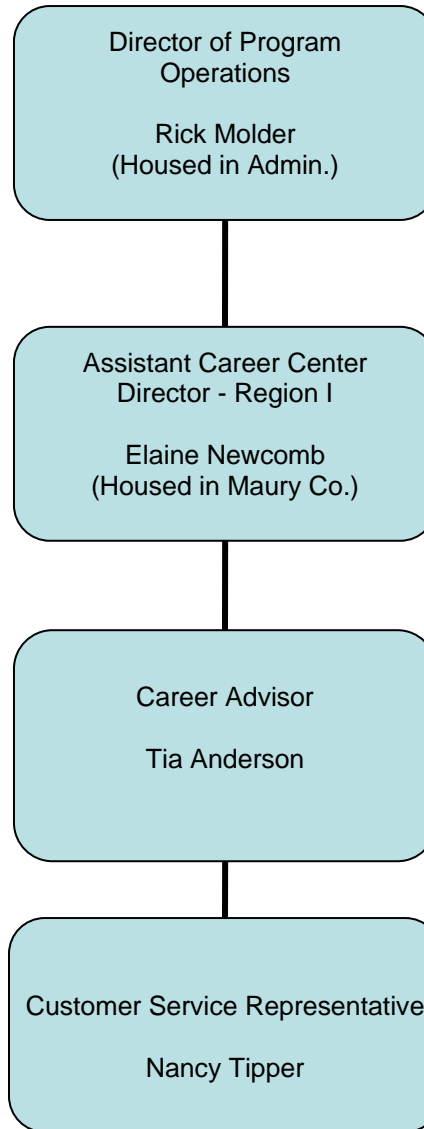 Director of Program
Operations
Rick Molder
(Housed in Admin.)
Assistant Career Center
Director - Region I
Elaine Newcomb
(Housed in Maury Co.)
Career Advisor
Tia Anderson
Customer Service Representative
Nancy Tipper